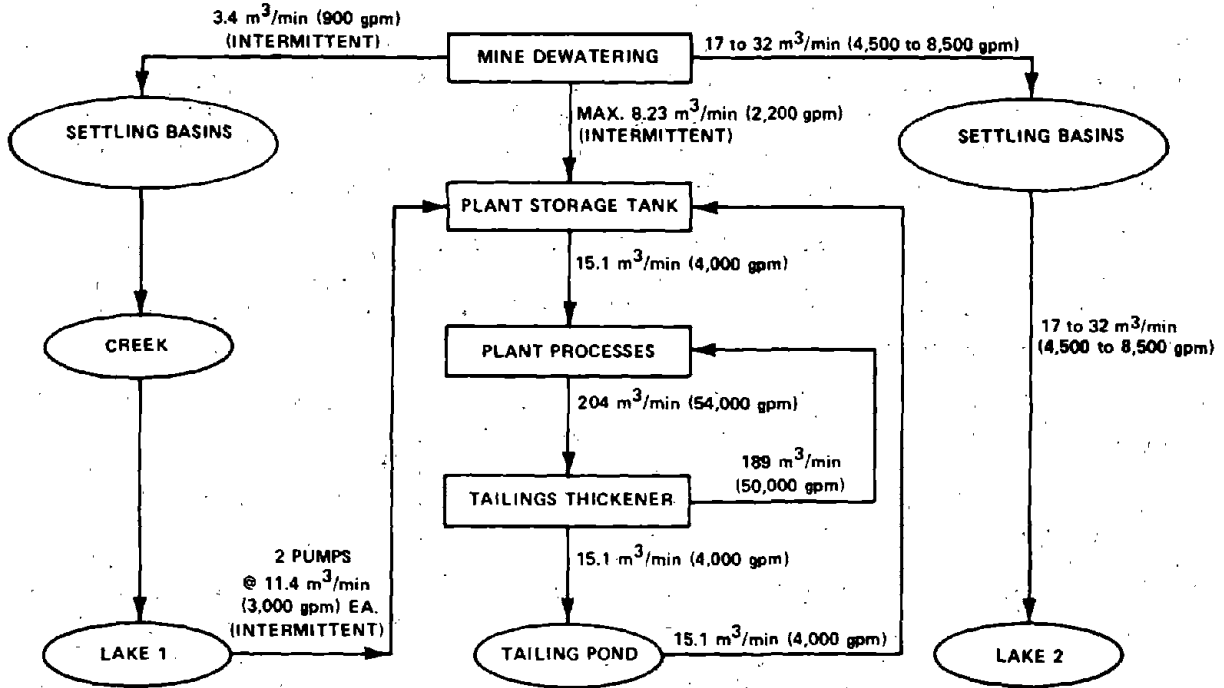 3.4 m³/min (900 gpm)
(INTERMITTENT)
MINE DEWATERING
17 to 32 m³/min (4,500 to 8,500 gpm)
SETTLING BASINS
MAX. 8.23 m³/min (2,200 gpm)
(INTERMITTENT)
SETTLING BASINS
PLANT STORAGE TANK
15.1 m³/min (4,000 gpm)
CREEK
PLANT PROCESSES
17 to 32 m³/min
(4,500 to 8,500 gpm)
204 m³/min (54,000 gpm)
189 m³/min
(50,000 gpm)
TAILINGS THICKENER
2 PUMPS
@ 11.4 m³/min
(3,000 gpm) EA.
(INTERMITTENT)
15.1 m³/min (4,000 gpm)
LAKE 1
TAILING POND
15.1 m³/min (4,000 gpm)
LAKE 2